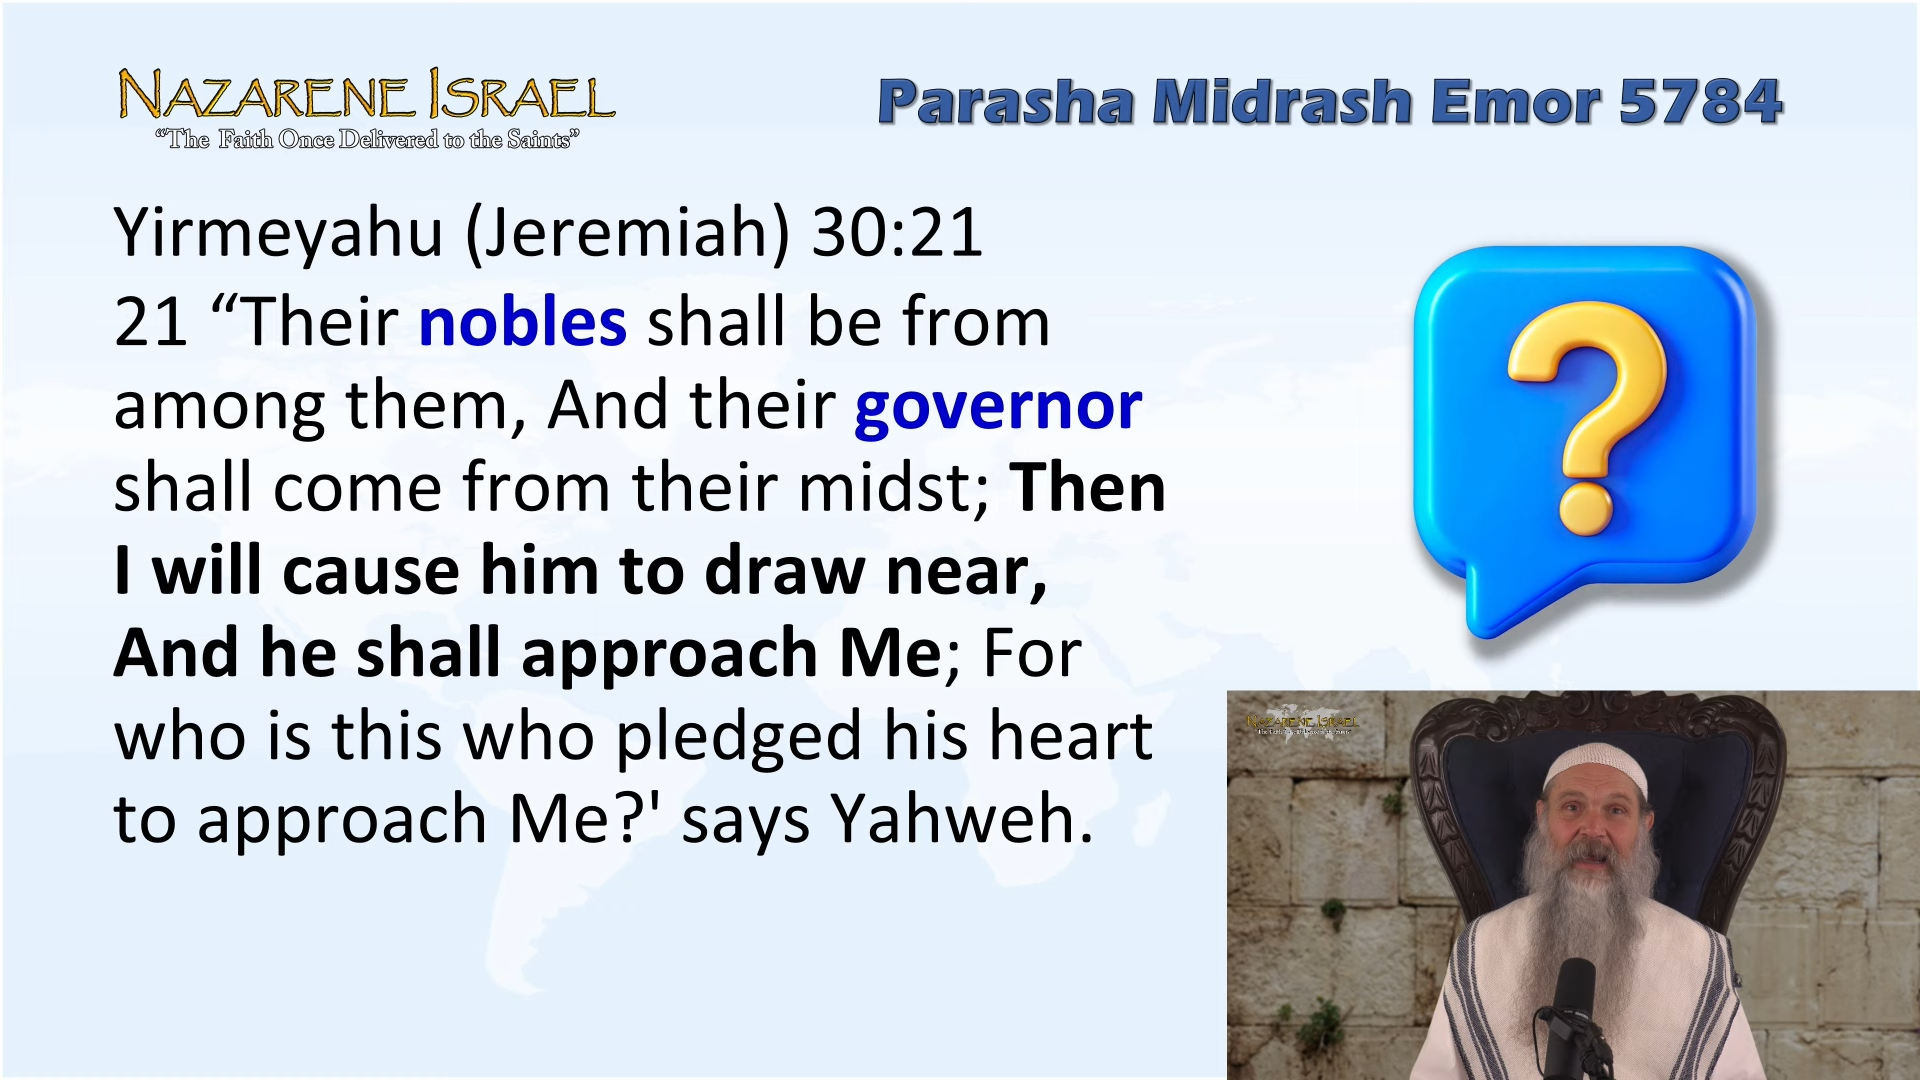 NAZARENE ISRAEL
“The Faith Once Delivered to the Saints”
Parasha Midrash Emor 5784
Yirmeyahu (Jeremiah) 30:21
21 “Their nobles shall be from
among them, And their governor
shall come from their midst; Then
I will cause him to draw near,
And he shall approach Me; For
who is this who pledged his heart
to approach Me?' says Yahweh.
NAZARENE ISRAEL